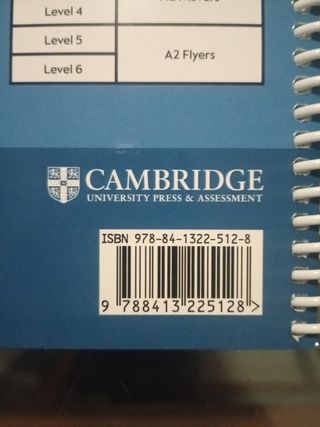 Level 4
Level 5
A2 Flyers
Level 6
CAMBRIDGE
UNIVERSITY PRESS & ASSESSMENT
ISBN 978-84-1322-512-8
9 788413 225128 >